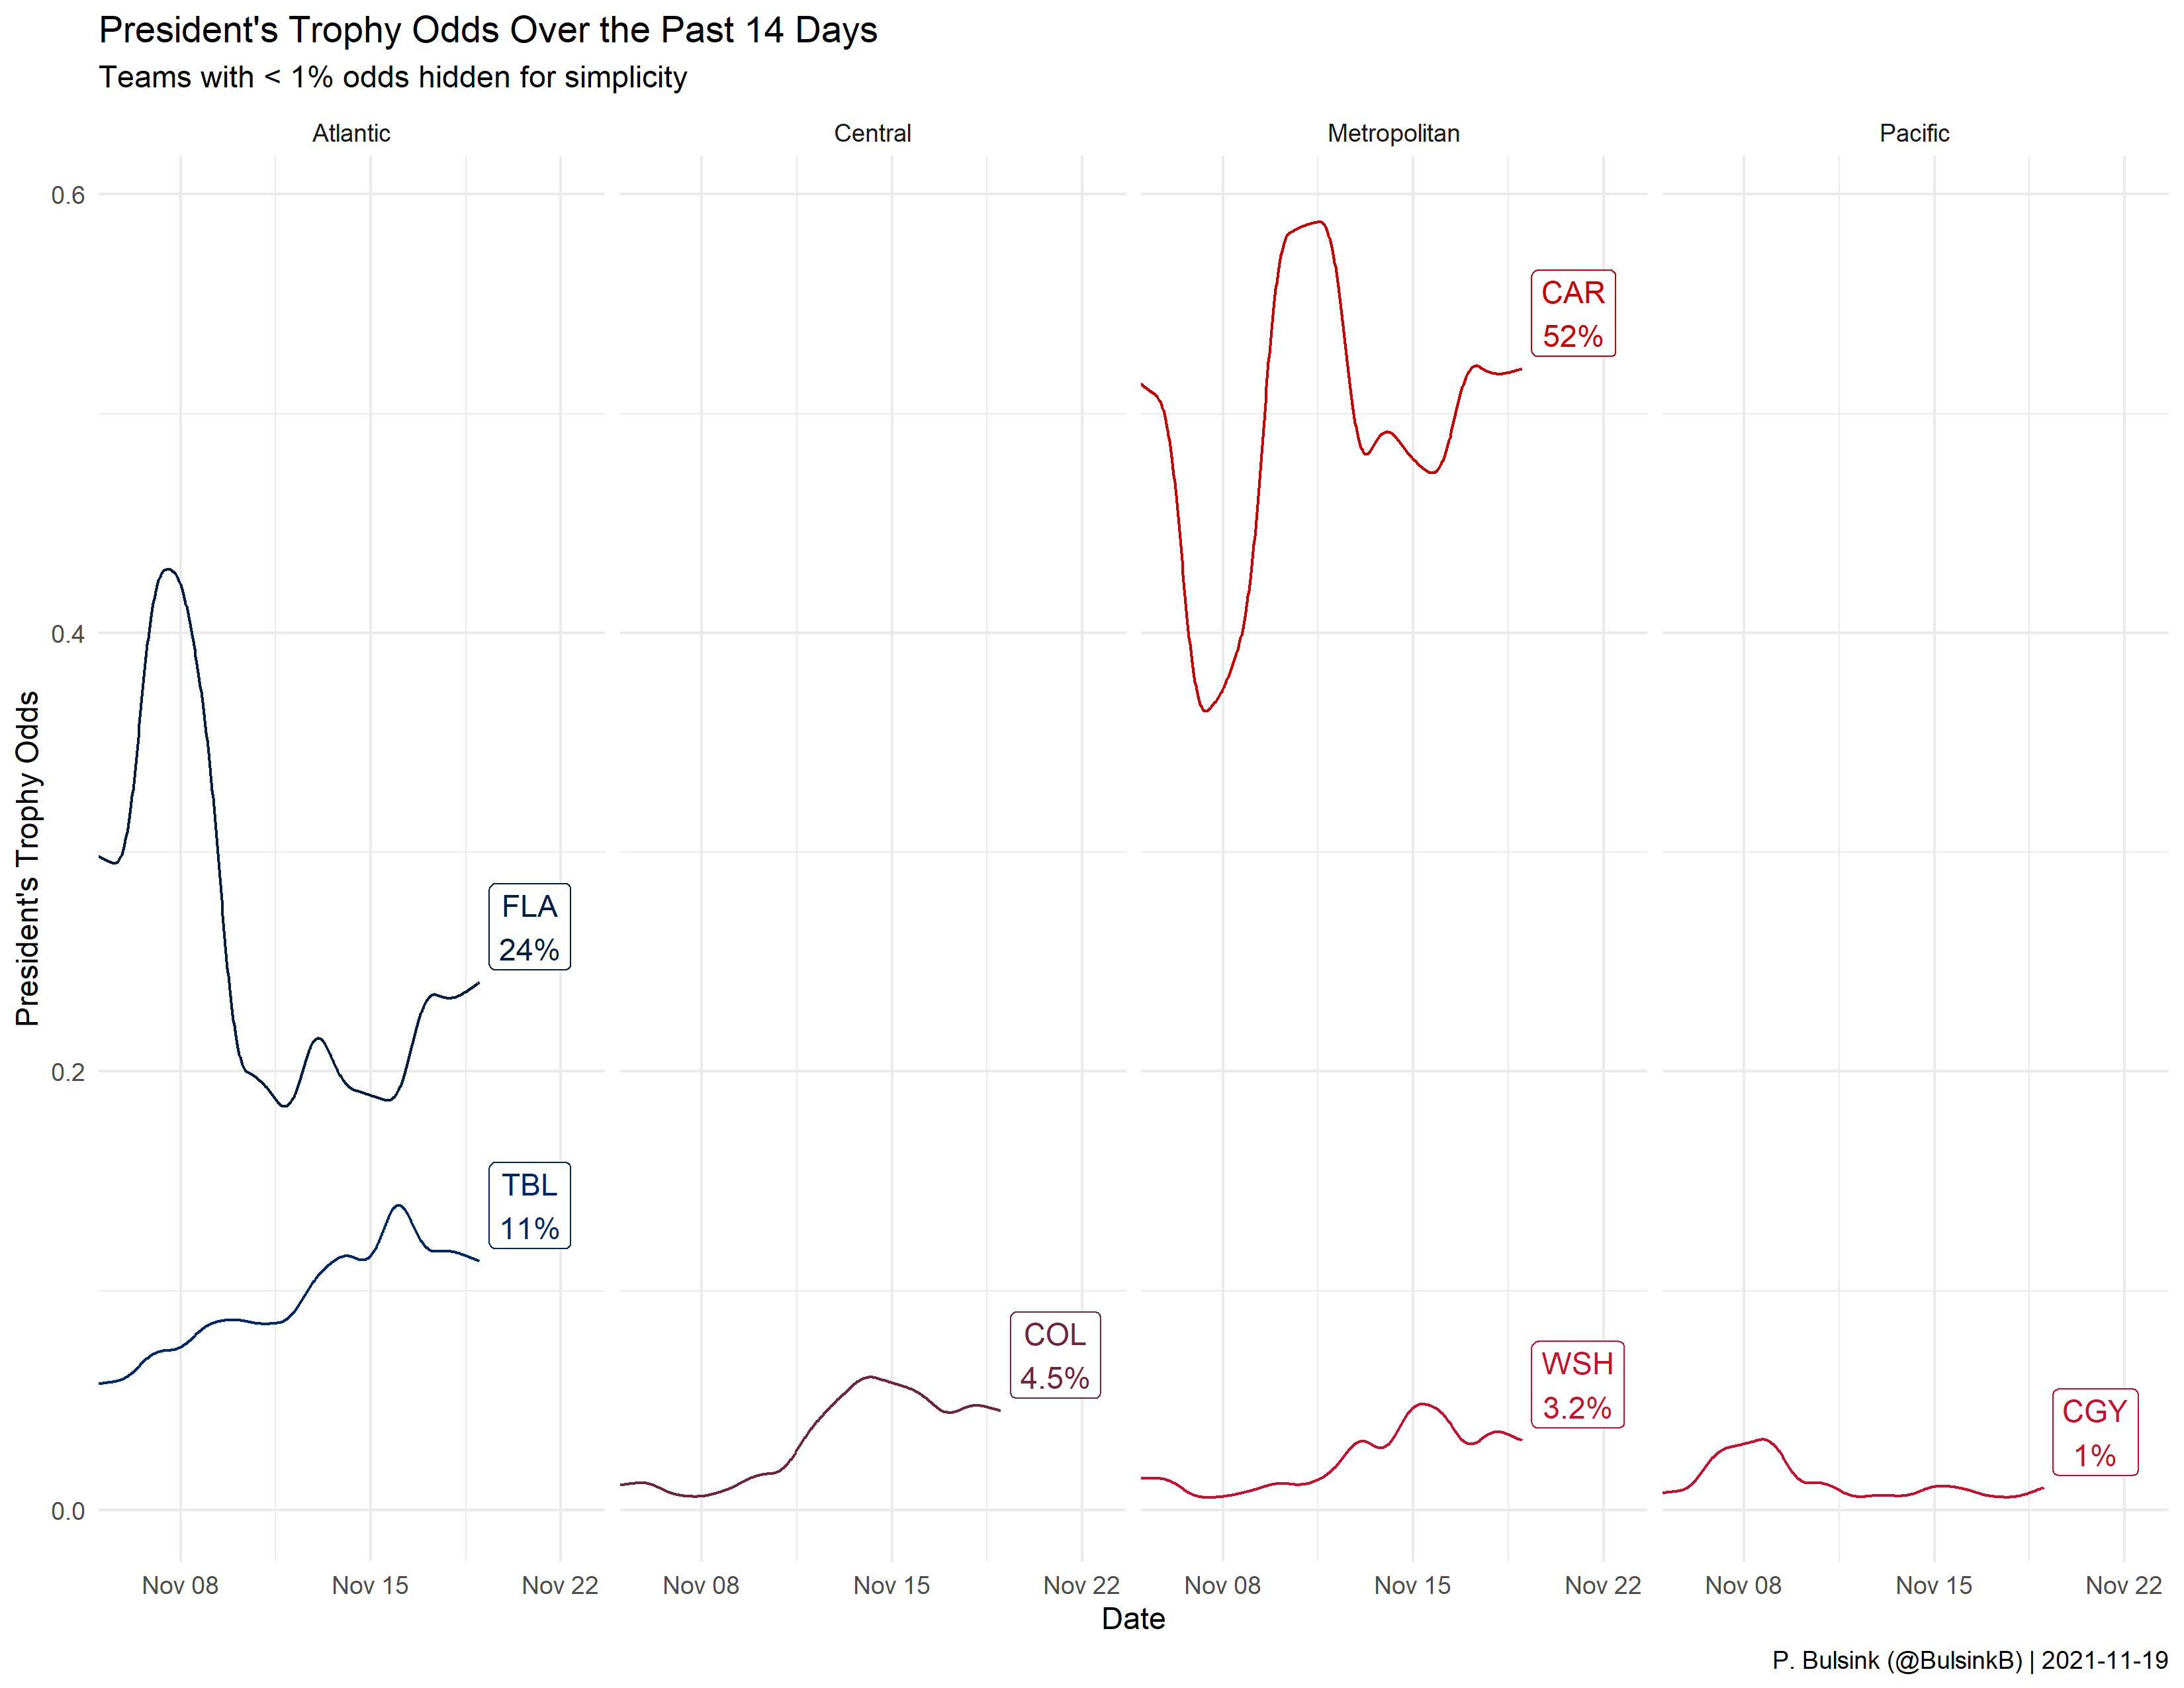 President's Trophy Odds Over the Past 14 Days
Teams with < 1% odds hidden for simplicity
Atlantic
Central
Metropolitan
Pacific
0.6
0.4
0.2
0.0
President's Trophy Odds
FLA
24%
TBL
11%
COL
4.5%
CAR
52%
WSH
3.2%
CGY
1%
Nov 08
Nov 15
Nov 22
Nov 08
Nov 15
Nov 22
Nov 08
Nov 15
Nov 22
Nov 08
Nov 15
Nov 22
Date
P. Bulsink (@BulsinkB) | 2021-11-19